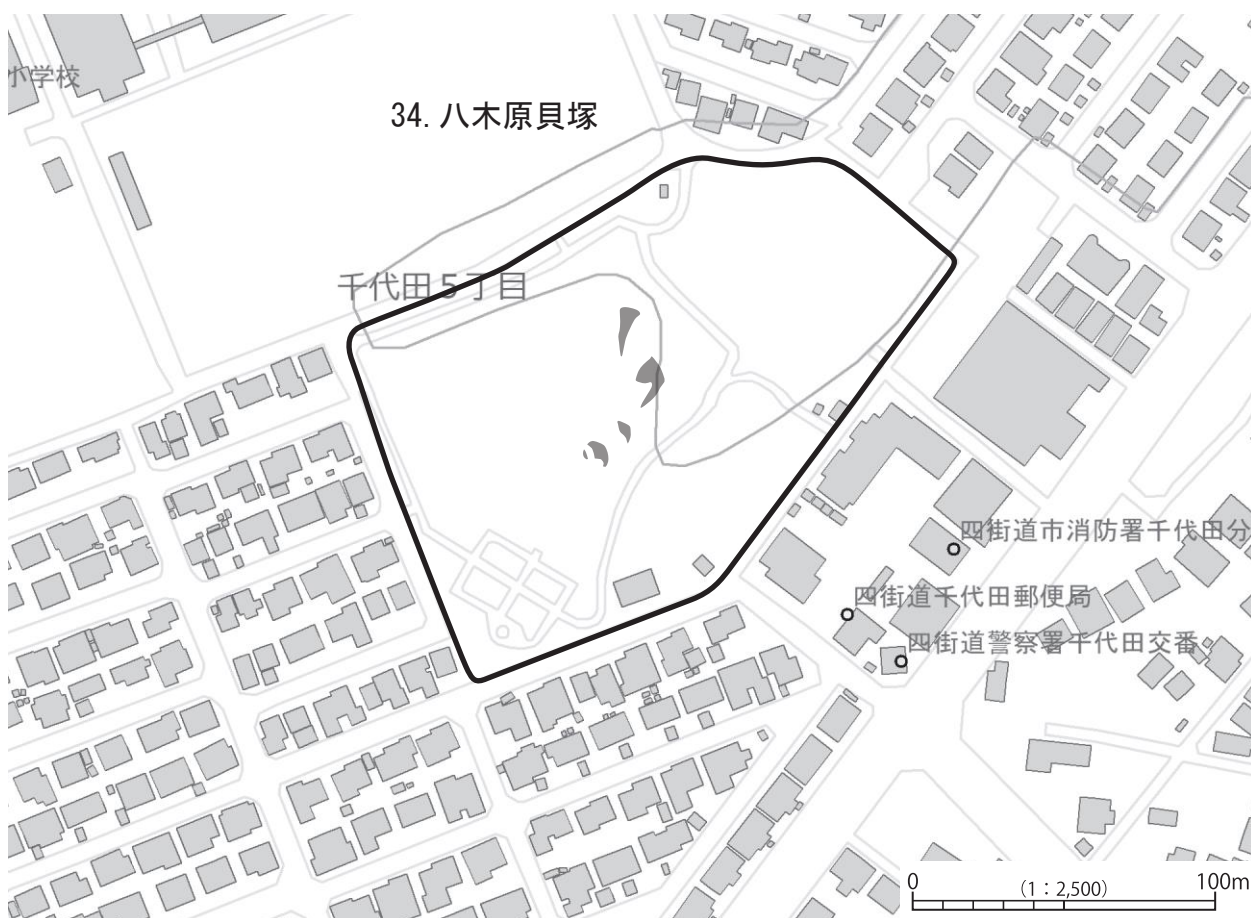 小学校
34. 八木原貝塚
千代田5丁目
四街道市消防署千代田分
四街道千代田郵便局
四街道警察署千代田交番
0 (1：2,500) 100m